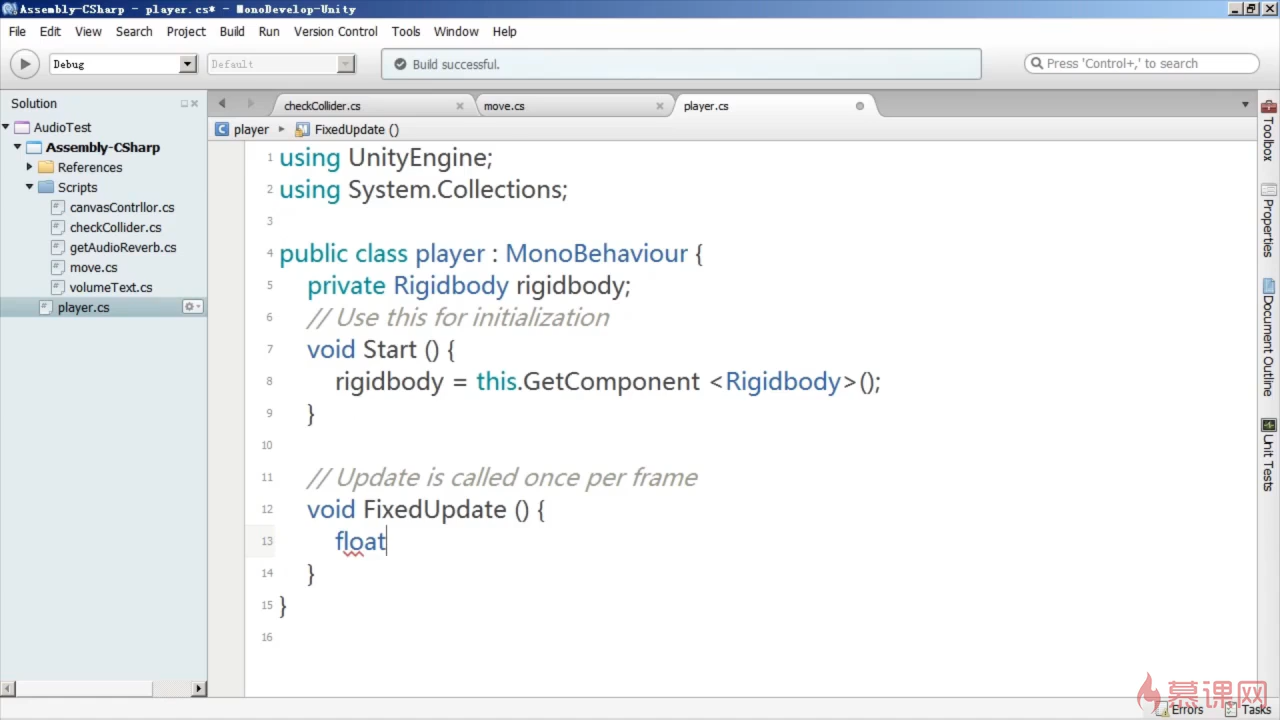 Assembly-CSharp - player.cs* - MonoDevelop-Unity
File Edit View Search Project Build Run Version Control Tools Window Help
Debug Default Build successful. Press 'Control+,' to search
Solution
AudioTest
Assembly-CSharp
References
Scripts
canvasContrllor.cs
checkCollider.cs
getAudioReverb.cs
move.cs
volumeText.cs
player.cs
checkCollider.cs move.cs player.cs
C player FixedUpdate ()
1 using UnityEngine;
2 using System.Collections;
3
4 public class player : MonoBehaviour {
5 private Rigidbody rigidbody;
6 // Use this for initialization
7 void Start () {
8 rigidbody = this.GetComponent <Rigidbody>();
9 }
10
11 // Update is called once per frame
12 void FixedUpdate () {
13 float
14 }
15 }
16
Toolbox
Properties
Document Outline
Unit Tests
慕课网
Errors Tasks